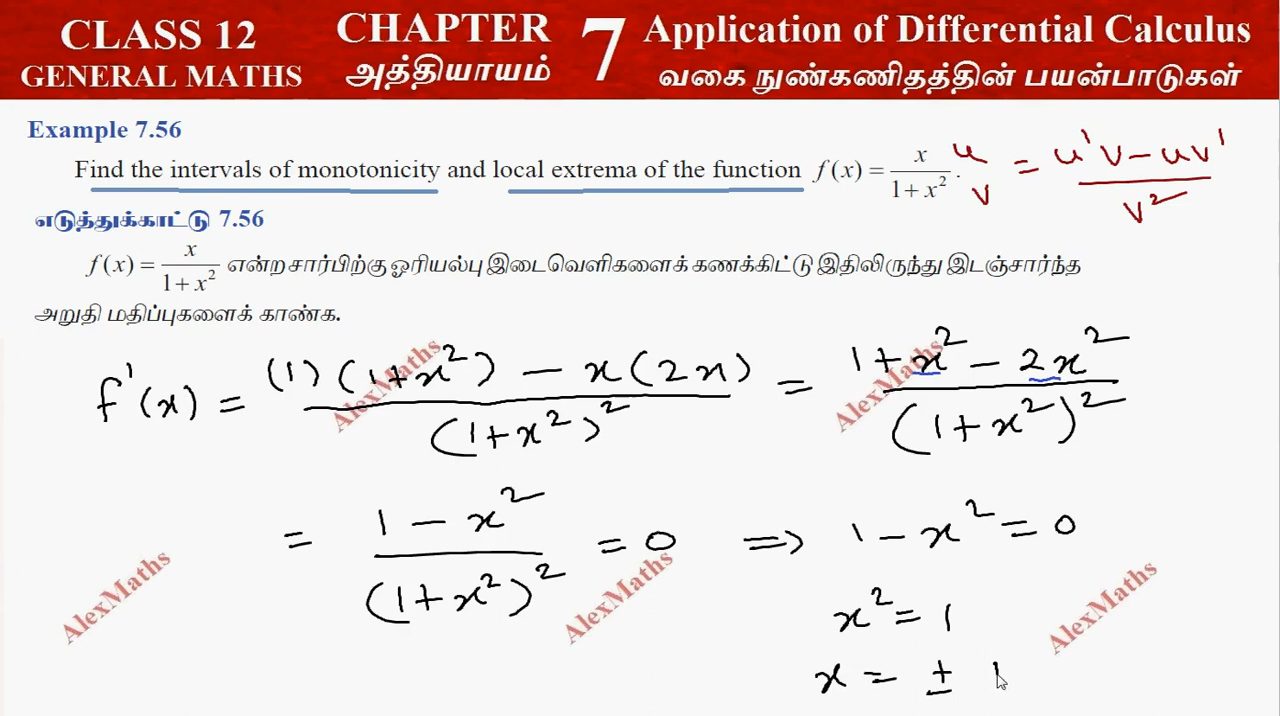 CLASS 12 CHAPTER 7 Application of Differential Calculus
GENERAL MATHS அத்தியாயம் வகை நுண்கணிதத்தின் பயன்பாடுகள்
Example 7.56
Find the intervals of monotonicity and local extrema of the function f(x) = x / (1 + x²). u/v = (u'v − uv') / v²
எடுத்துக்காட்டு 7.56
f(x) = x / (1 + x²) என்ற சார்பிற்கு ஓரியல்பு இடைவெளிகளைக் கணக்கிட்டு இதிலிருந்து இடஞ்சார்ந்த
அறுதி மதிப்புகளைக் காண்க.
f'(x) = ((1)(1+x²) − x(2x)) / (1+x²)² = (1+x² − 2x²) / (1+x²)²
= (1 − x²) / (1+x²)² = 0 ⟹ 1 − x² = 0
x² = 1
x = ± 1
AlexMaths
AlexMaths
AlexMaths
AlexMaths
AlexMaths